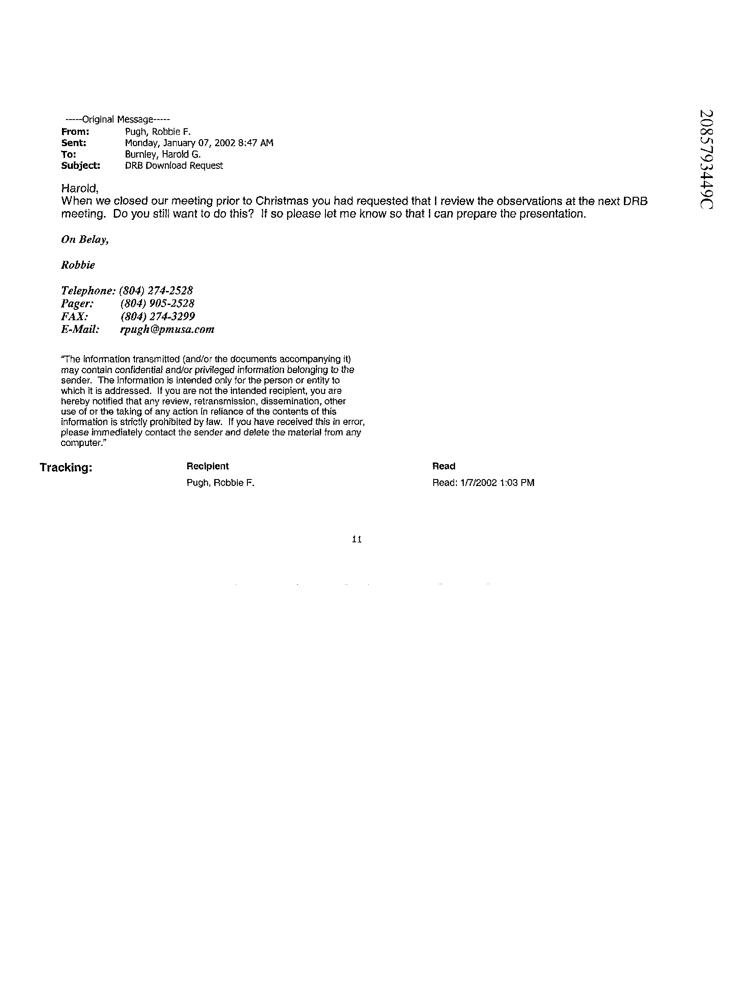 -----Original Message-----
From: Pugh, Robbie F.
Sent: Monday, January 07, 2002 8:47 AM
To: Burnley, Harold G.
Subject: DRB Download Request
Harold,
When we closed our meeting prior to Christmas you had requested that I review the observations at the next DRB
meeting. Do you still want to do this? If so please let me know so that I can prepare the presentation.
On Belay,
Robbie
Telephone: (804) 274-2528
Pager: (804) 905-2528
FAX: (804) 274-3299
E-Mail: rpugh@pmusa.com
"The information transmitted (and/or the documents accompanying it)
may contain confidential and/or privileged information belonging to the
sender. The information is intended only for the person or entity to
which it is addressed. If you are not the intended recipient, you are
hereby notified that any review, retransmission, dissemination, other
use of or the taking of any action in reliance of the contents of this
information is strictly prohibited by law. If you have received this in error,
please immediately contact the sender and delete the material from any
computer."
Tracking: Recipient Read
Pugh, Robbie F. Read: 1/7/2002 1:03 PM
11
2085793449C